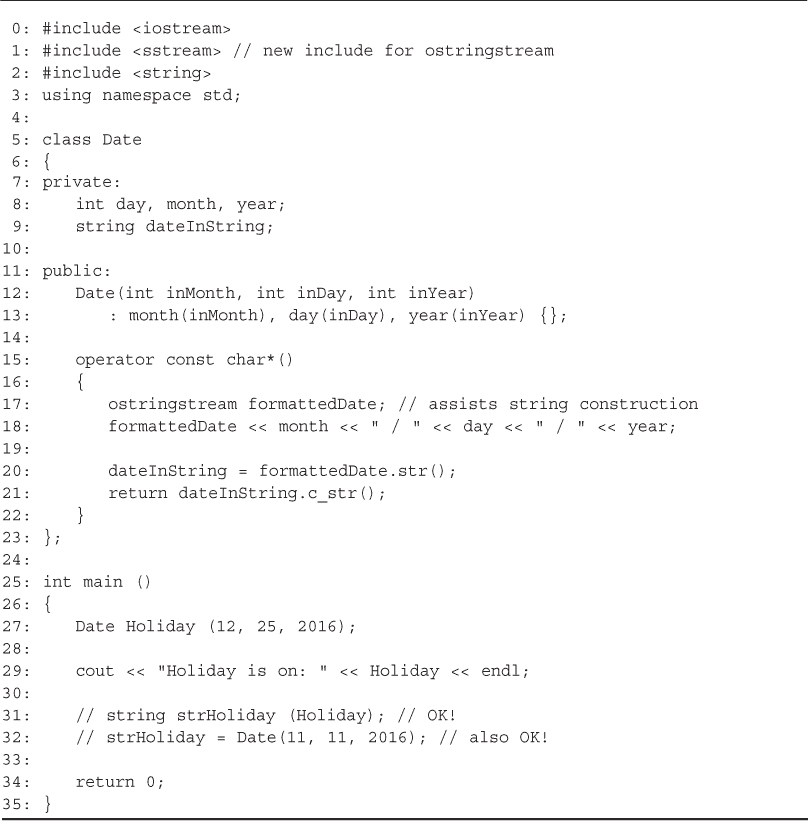 0: #include <iostream>
1: #include <sstream> // new include for ostringstream
2: #include <string>
3: using namespace std;
4:
5: class Date
6: {
7: private:
8:    int day, month, year;
9:    string dateInString;
10:
11: public:
12:    Date(int inMonth, int inDay, int inYear)
13:       : month(inMonth), day(inDay), year(inYear) {};
14:
15:    operator const char*()
16:    {
17:       ostringstream formattedDate; // assists string construction
18:       formattedDate << month << " / " << day << " / " << year;
19:
20:       dateInString = formattedDate.str();
21:       return dateInString.c_str();
22:    }
23: };
24:
25: int main ()
26: {
27:    Date Holiday (12, 25, 2016);
28:
29:    cout << "Holiday is on: " << Holiday << endl;
30:
31:    // string strHoliday (Holiday); // OK!
32:    // strHoliday = Date(11, 11, 2016); // also OK!
33:
34:    return 0;
35: }